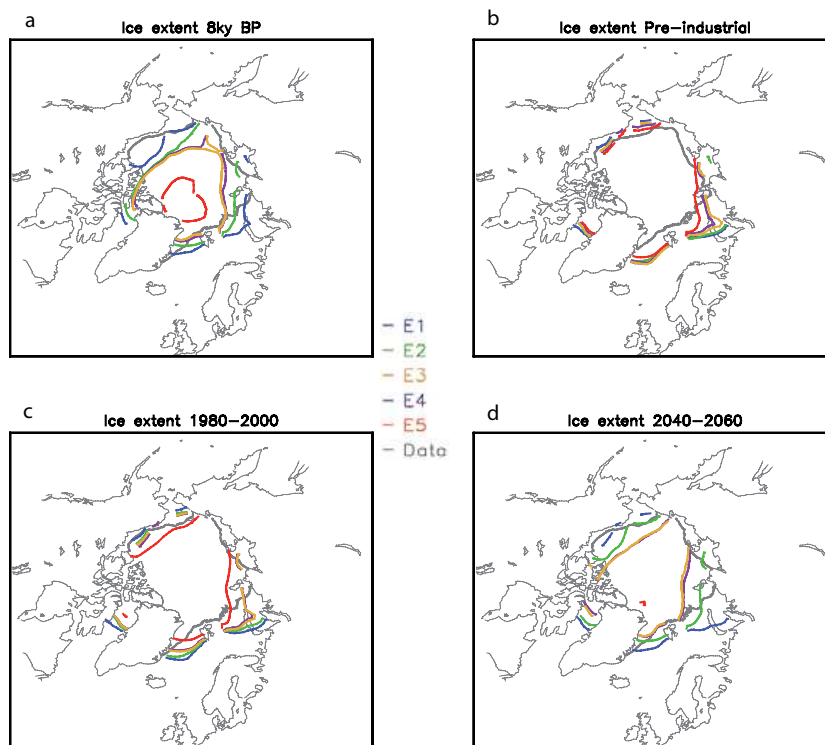 a
Ice extent 8ky BP
b
Ice extent Pre-industrial
E1
E2
E3
E4
E5
Data
c
Ice extent 1980-2000
d
Ice extent 2040-2060